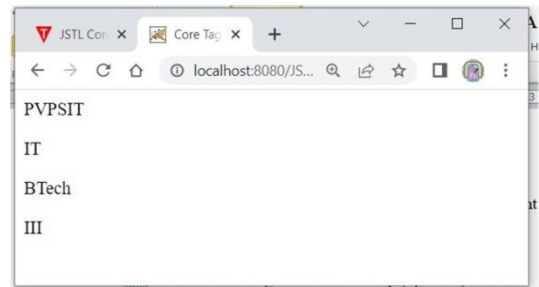 JSTL Cor
Core Tag
localhost:8080/JS...
PVPSIT
IT
BTech
III